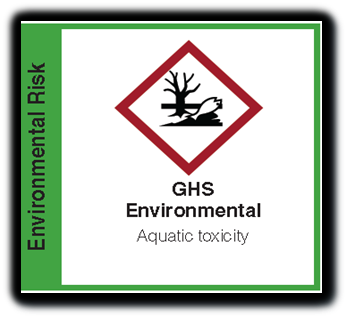 Environmental Risk
GHS
Environmental
Aquatic toxicity